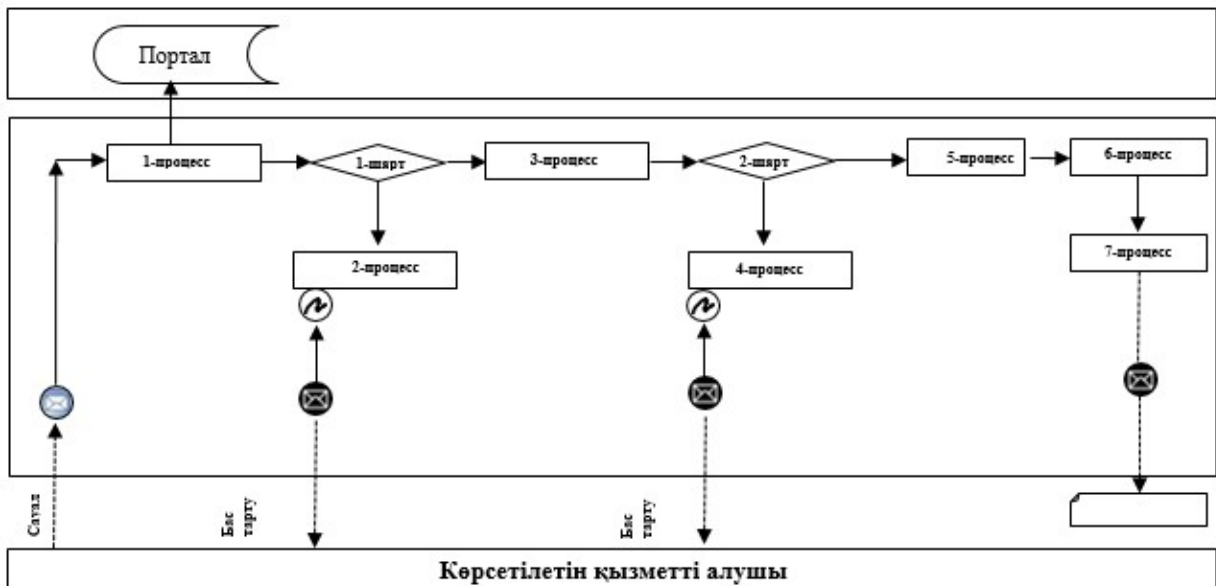 Портал
1-процесс
1-шарт
3-процесс
2-шарт
5-процесс
6-процесс
2-процесс
4-процесс
7-процесс
Сауал
Бас
тарту
Бас
тарту
Көрсетілетін қызметті алушы